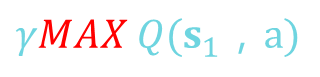 γMAX Q(s₁ , a)